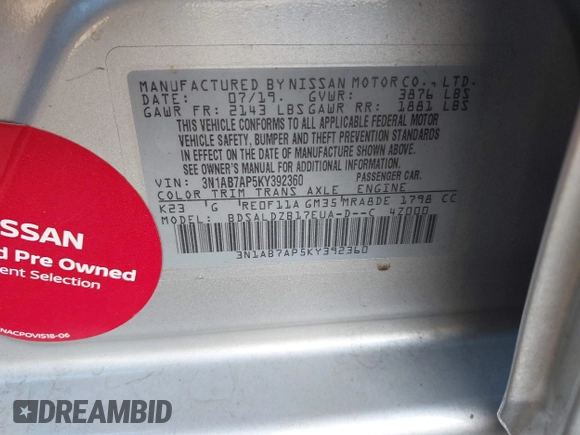 MANUFACTURED BY NISSAN MOTOR CO., LTD.
DATE: 07/19. GVWR: 3876 LBS
GAWR FR: 2143 LBS GAWR RR: 1881 LBS
THIS VEHICLE CONFORMS TO ALL APPLICABLE FEDERAL MOTOR
VEHICLE SAFETY, BUMPER AND THEFT PREVENTION STANDARDS
IN EFFECT ON THE DATE OF MANUFACTURE SHOWN ABOVE.
SEE OWNER'S MANUAL FOR ADDITIONAL INFORMATION.
VIN: 3N1AB7AP5KY392360 PASSENGER CAR.
COLOR TRIM TRANS AXLE ENGINE
K23 'G 'RE0F11A GM35 'MRA8DE 1798 CC
MODEL: BDSALDZB17EUA-D--C 47000
3N1AB7AP5KY392360
SSAN
d Pre Owned
ent Selection
NACPOVIS18-06
DREAMBID